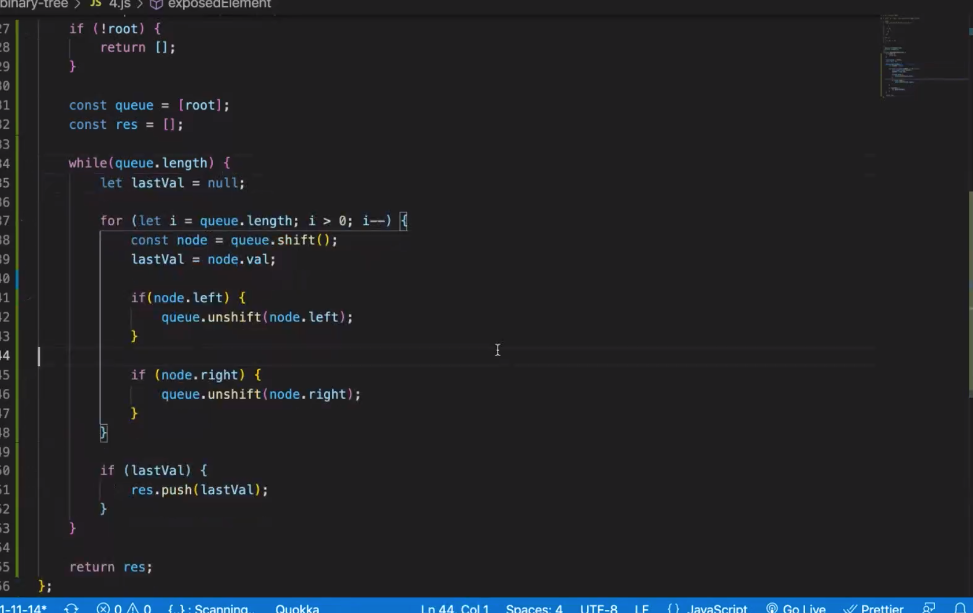 binary-tree > JS 4.js > exposedElement
27 if (!root) {
28 return [];
29 }
30
31 const queue = [root];
32 const res = [];
33
34 while(queue.length) {
35 let lastVal = null;
36
37 for (let i = queue.length; i > 0; i--) {
38 const node = queue.shift();
39 lastVal = node.val;
40
41 if(node.left) {
42 queue.unshift(node.left);
43 }
44
45 if (node.right) {
46 queue.unshift(node.right);
47 }
48 }
49
50 if (lastVal) {
51 res.push(lastVal);
52 }
53 }
54
55 return res;
56 };
1-11-14* 0 0 { } : Scanning.. Quokka Ln 44, Col 1 Spaces: 4 UTF-8 LF { } JavaScript Go Live Prettier